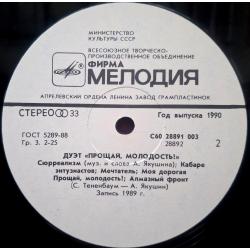 МИНИСТЕРСТВО
КУЛЬТУРЫ СССР
ВСЕСОЮЗНОЕ ТВОРЧЕСКО-
ПРОИЗВОДСТВЕННОЕ ОБЪЕДИНЕНИЕ
ФИРМА
МЕЛОДИЯ
АПРЕЛЕВСКИЙ ОРДЕНА ЛЕНИНА ЗАВОД ГРАМПЛАСТИНОК
СТЕРЕО 33
Год выпуска 1990
ГОСТ 5289-88
Гр. 3. 2-25
С60 28891 003
28892
2
ДУЭТ «ПРОЩАЙ, МОЛОДОСТЬ!»
Сюрреализм (муз. и слова А. Якушина); Кабаре
энтузиастов; Мечтатель; Моя дорогая
Прощай, молодость!; Алмазный фронт
(С. Тененбаум — А. Якушин)
Запись 1989 г.